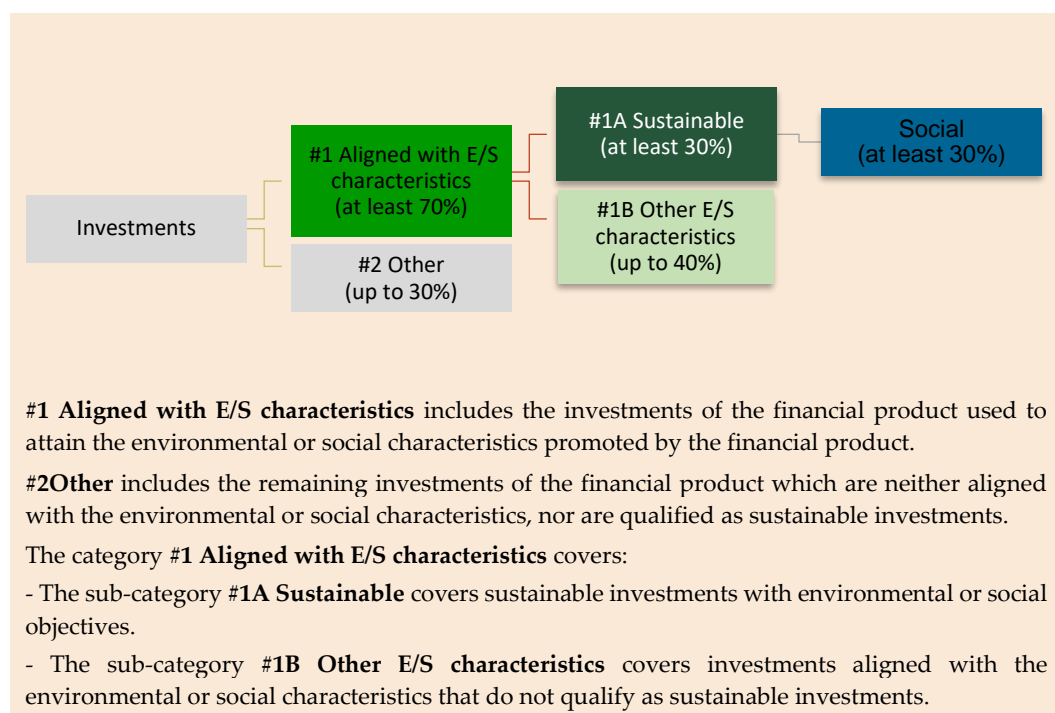 Investments
#1 Aligned with E/S
characteristics
(at least 70%)
#2 Other
(up to 30%)
#1A Sustainable
(at least 30%)
#1B Other E/S
characteristics
(up to 40%)
Social
(at least 30%)
#1 Aligned with E/S characteristics includes the investments of the financial product used to
attain the environmental or social characteristics promoted by the financial product.
#2Other includes the remaining investments of the financial product which are neither aligned
with the environmental or social characteristics, nor are qualified as sustainable investments.
The category #1 Aligned with E/S characteristics covers:
- The sub-category #1A Sustainable covers sustainable investments with environmental or social
objectives.
- The sub-category #1B Other E/S characteristics covers investments aligned with the
environmental or social characteristics that do not qualify as sustainable investments.